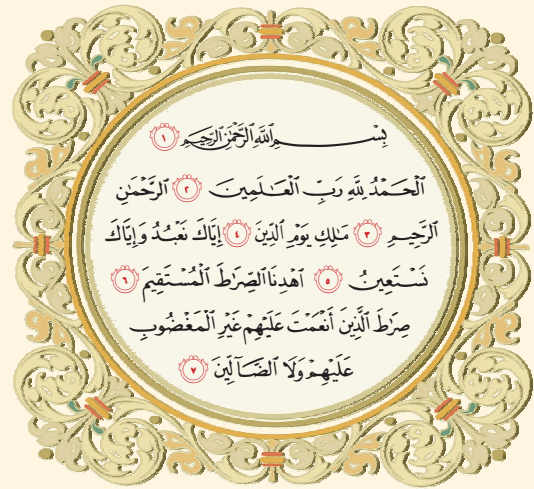 بِسْمِ ٱللَّهِ ٱلرَّحْمَٰنِ ٱلرَّحِيمِ ١
ٱلْحَمْدُ لِلَّهِ رَبِّ ٱلْعَٰلَمِينَ ٢ ٱلرَّحْمَٰنِ
ٱلرَّحِيمِ ٣ مَٰلِكِ يَوْمِ ٱلدِّينِ ٤ إِيَّاكَ نَعْبُدُ وَإِيَّاكَ
نَسْتَعِينُ ٥ ٱهْدِنَا ٱلصِّرَٰطَ ٱلْمُسْتَقِيمَ ٦
صِرَٰطَ ٱلَّذِينَ أَنْعَمْتَ عَلَيْهِمْ غَيْرِ ٱلْمَغْضُوبِ
عَلَيْهِمْ وَلَا ٱلضَّآلِّينَ ٧